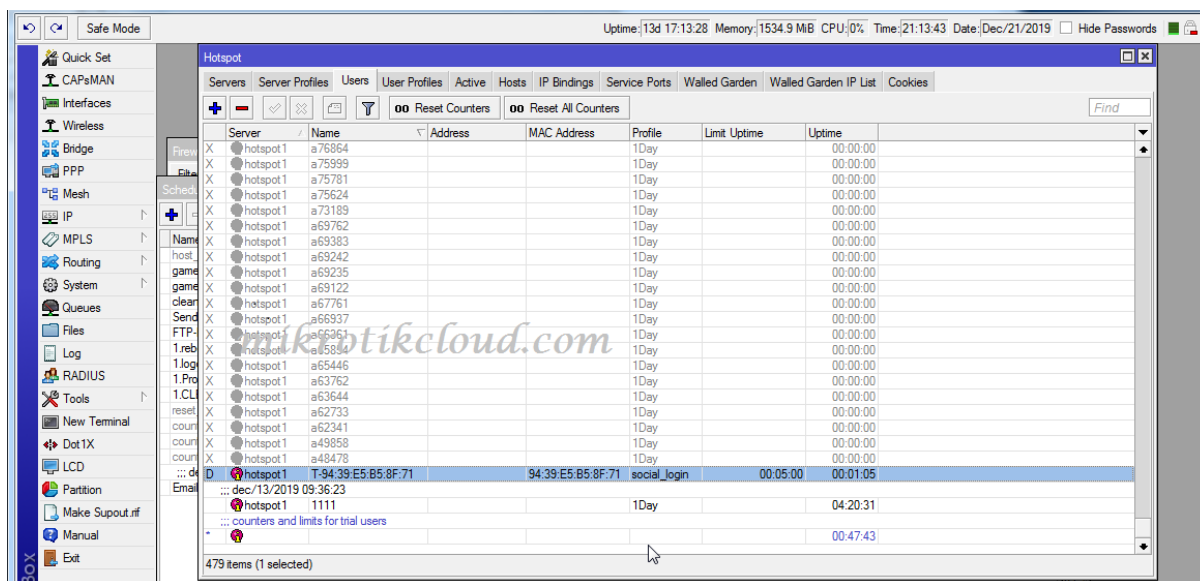 Safe Mode Uptime: 13d 17:13:28 Memory: 1534.9 MiB CPU: 0% Time: 21:13:43 Date: Dec/21/2019 Hide Passwords
Quick Set
CAPsMAN
Interfaces
Wireless
Bridge
PPP
Mesh
IP
MPLS
Routing
System
Queues
Files
Log
RADIUS
Tools
New Terminal
Dot1X
LCD
Partition
Make Supout.rif
Manual
Exit
Box
Name
game
game
Send
1.reb
1.Pro
Email
Hotspot
Servers Server Profiles Users User Profiles Active Hosts IP Bindings Service Ports Walled Garden Walled Garden IP List Cookies
00 Reset Counters 00 Reset All Counters Find
Server Name Address MAC Address Profile Limit Uptime Uptime
X hotspot1 a76864 1Day 00:00:00
X hotspot1 a75999 1Day 00:00:00
X hotspot1 a75781 1Day 00:00:00
X hotspot1 a75624 1Day 00:00:00
X hotspot1 a73189 1Day 00:00:00
X hotspot1 a69762 1Day 00:00:00
X hotspot1 a69383 1Day 00:00:00
X hotspot1 a69242 1Day 00:00:00
X hotspot1 a69235 1Day 00:00:00
X hotspot1 a69122 1Day 00:00:00
X hotspot1 a67761 1Day 00:00:00
X hotspot1 a66937 1Day 00:00:00
X hotspot1 1Day 00:00:00
X hotspot1 1Day 00:00:00
mikrotikcloud.com
X hotspot1 a65446 1Day 00:00:00
X hotspot1 a63762 1Day 00:00:00
X hotspot1 a63644 1Day 00:00:00
X hotspot1 a62733 1Day 00:00:00
X hotspot1 a62341 1Day 00:00:00
X hotspot1 a49858 1Day 00:00:00
X hotspot1 a48478 1Day 00:00:00
D hotspot1 T-94:39:E5:B5:8F:71 94:39:E5:B5:8F:71 social_login 00:05:00 00:01:05
::: dec/13/2019 09:36:23
hotspot1 1111 1Day 04:20:31
::: counters and limits for trial users
* 00:47:43
479 items (1 selected)